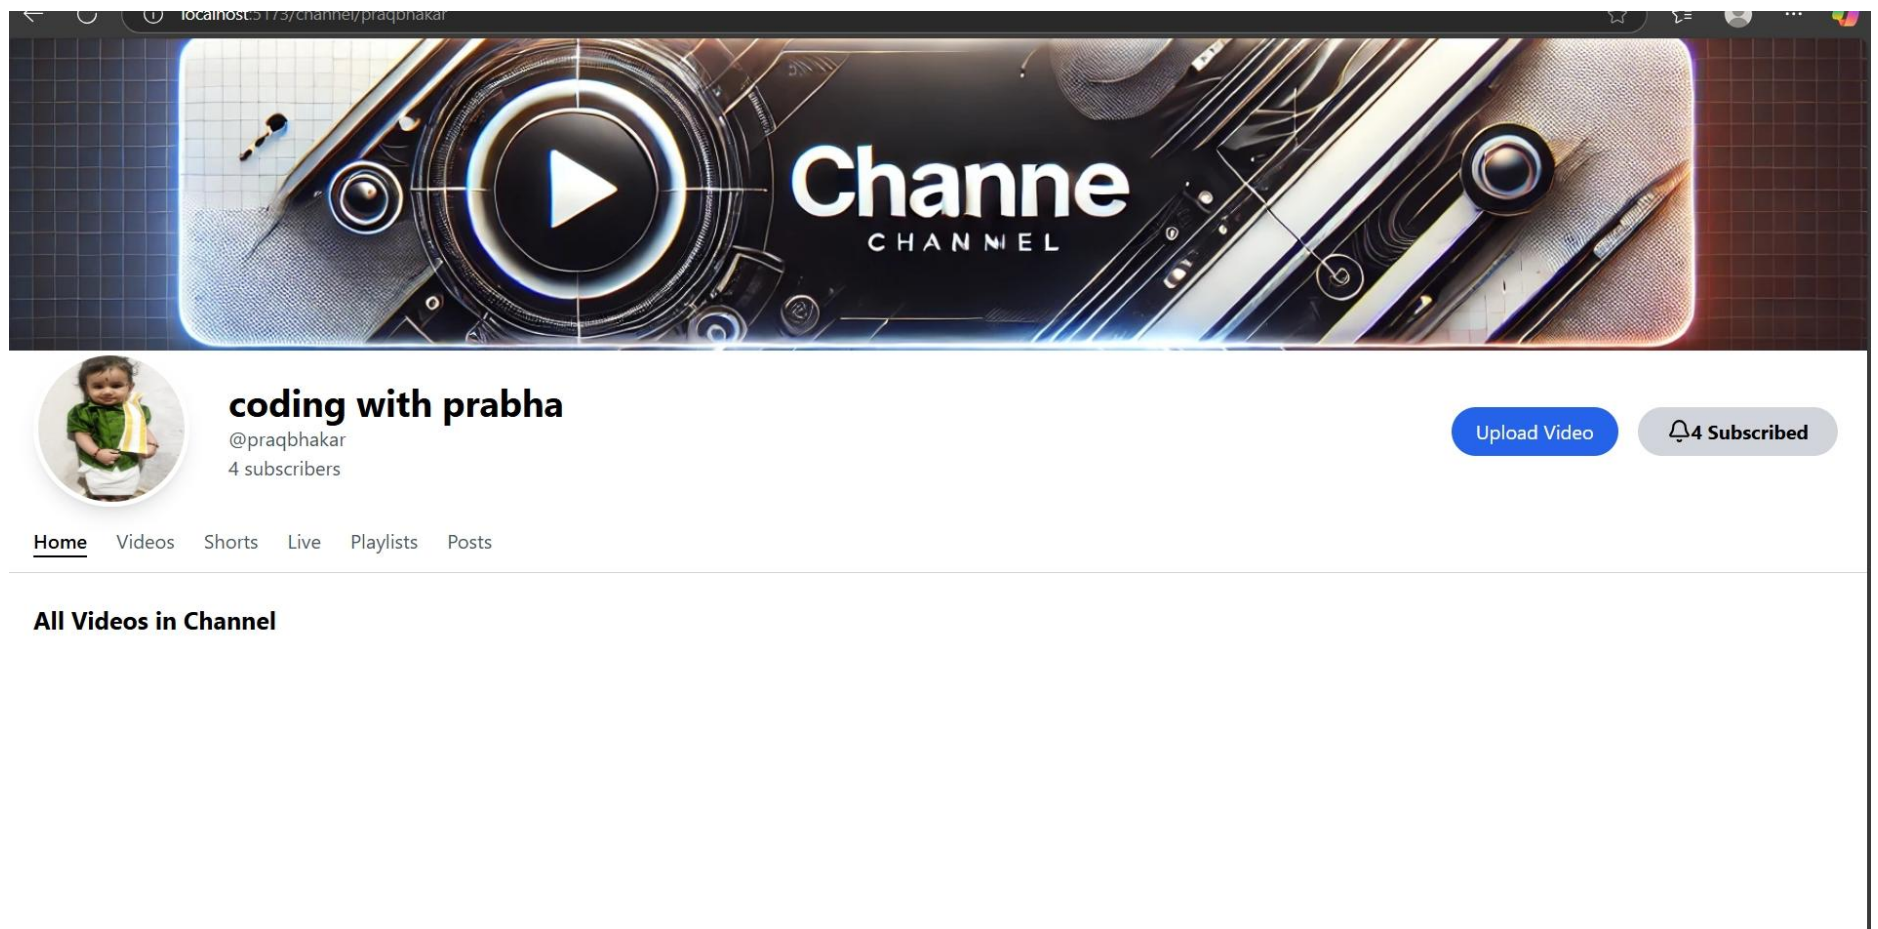 localhost:5173/channel/praqbhakar
Channe
CHANNEL
coding with prabha
@praqbhakar
4 subscribers
Upload Video
4 Subscribed
Home Videos Shorts Live Playlists Posts
All Videos in Channel